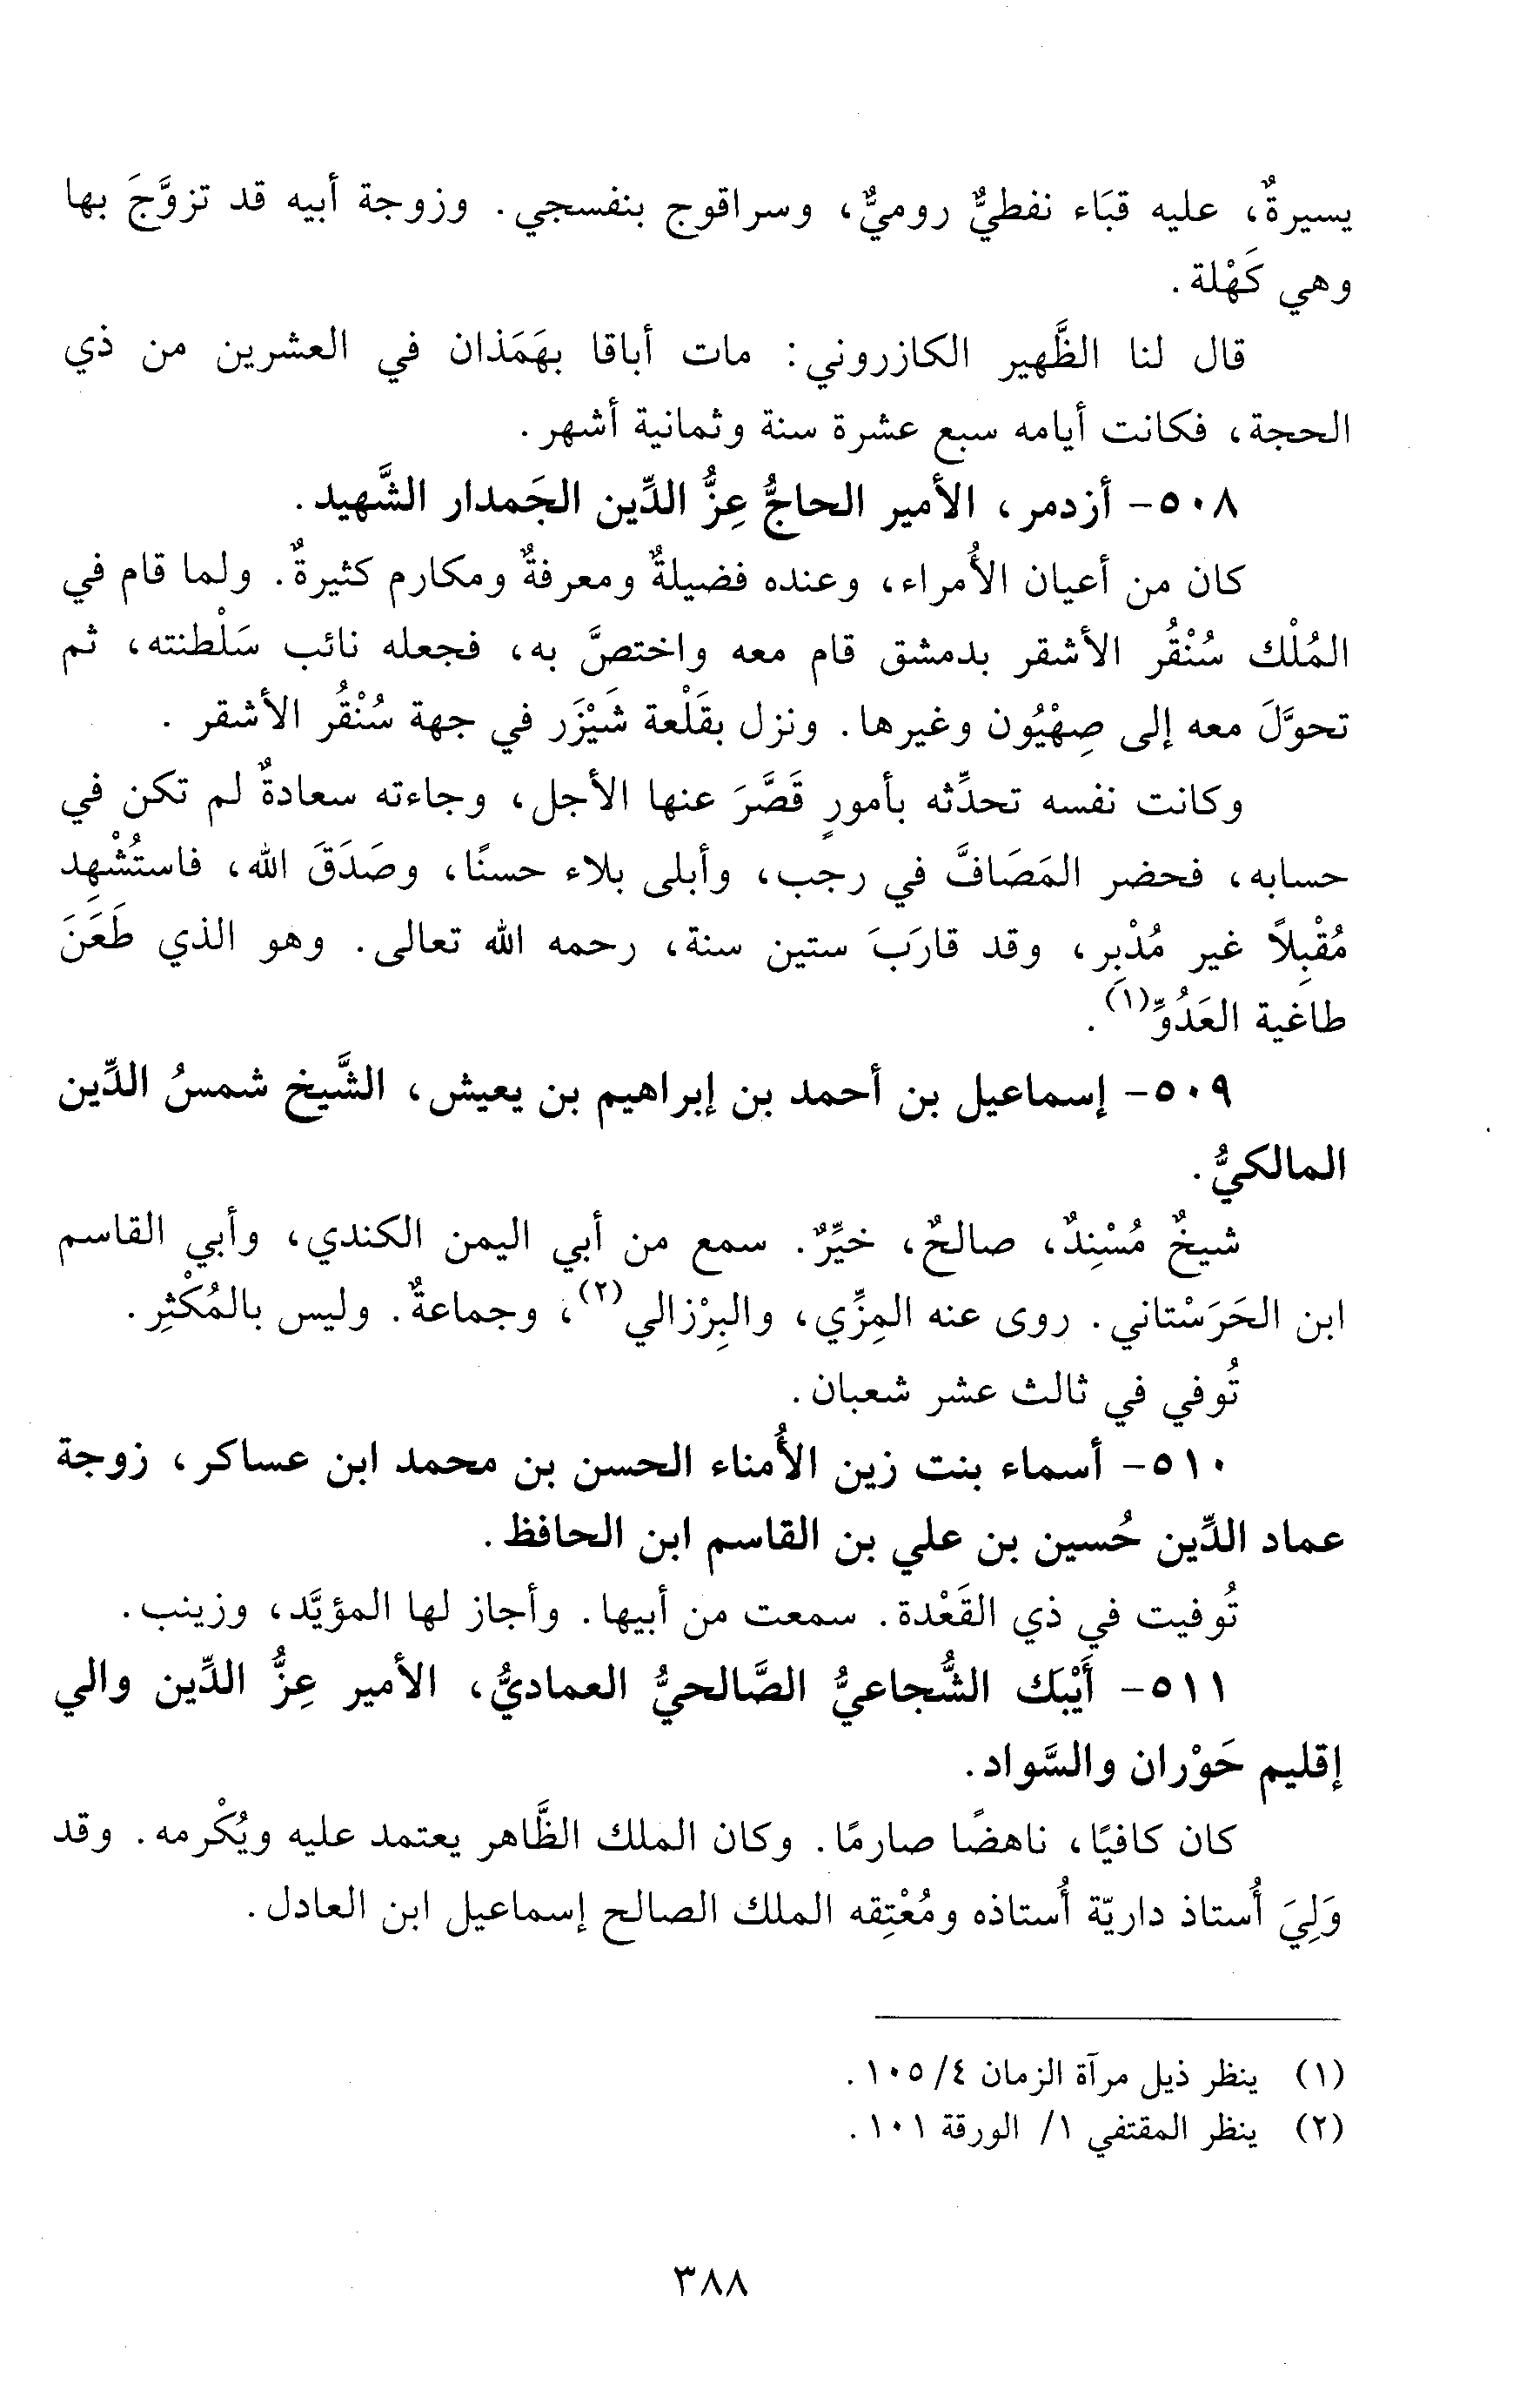 يسيرةٌ، عليه قبَاء نفطيٌّ روميٌّ، وسراقوج بنفسجي. وزوجة أبيه قد تزوَّجَ بها
وهي كَهْلة.
قال لنا الظَّهير الكازروني: مات أباقا بهَمَذان في العشرين من ذي
الحجة، فكانت أيامه سبع عشرة سنة وثمانية أشهر.
٥٠٨- أزدمر، الأمير الحاجُّ عِزُّ الدِّين الجَمدار الشَّهيد.
كان من أعيان الأُمراء، وعنده فضيلةٌ ومعرفةٌ ومكارم كثيرةٌ. ولما قام في
المُلْك سُنْقُر الأشقر بدمشق قام معه واختصَّ به، فجعله نائب سَلْطنته، ثم
تحوَّلَ معه إلى صِهْيُون وغيرها. ونزل بقَلْعة شَيْزَر في جهة سُنْقُر الأشقر.
وكانت نفسه تحدِّثه بأمورٍ قَصَّرَ عنها الأجل، وجاءته سعادةٌ لم تكن في
حسابه، فحضر المَصَافَّ في رجب، وأبلى بلاء حسنًا، وصَدَقَ الله، فاستُشْهِد
مُقْبِلاً غير مُدْبِر، وقد قارَبَ ستين سنة، رحمه الله تعالى. وهو الذي طَعَنَ
طاغية العَدُوِّ(١).
٥٠٩- إسماعيل بن أحمد بن إبراهيم بن يعيش، الشَّيخ شمسُ الدِّين
المالكيُّ.
شيخٌ مُسْنِدٌ، صالحٌ، خيِّرٌ. سمع من أبي اليمن الكندي، وأبي القاسم
ابن الحَرَسْتاني. روى عنه المِزِّي، والبِرْزالي(٢)، وجماعةٌ. وليس بالمُكْثِر.
تُوفي في ثالث عشر شعبان.
٥١٠- أسماء بنت زين الأُمناء الحسن بن محمد ابن عساكر، زوجة
عماد الدِّين حُسين بن علي بن القاسم ابن الحافظ.
تُوفيت في ذي القَعْدة. سمعت من أبيها. وأجاز لها المؤيَّد، وزينب.
٥١١- أَيْبَك الشُّجاعيُّ الصَّالحيُّ العماديُّ، الأمير عِزُّ الدِّين والي
إقليم حَوْران والسَّواد.
كان كافيًا، ناهضًا صارمًا. وكان الملك الظَّاهر يعتمد عليه ويُكْرمه. وقد
وَلِيَ أُستاذ داريّة أُستاذه ومُعْتِقه الملك الصالح إسماعيل ابن العادل.
(١) ينظر ذيل مرآة الزمان ٤/ ١٠٥.
(٢) ينظر المقتفي ١/ الورقة ١٠١.
٣٨٨